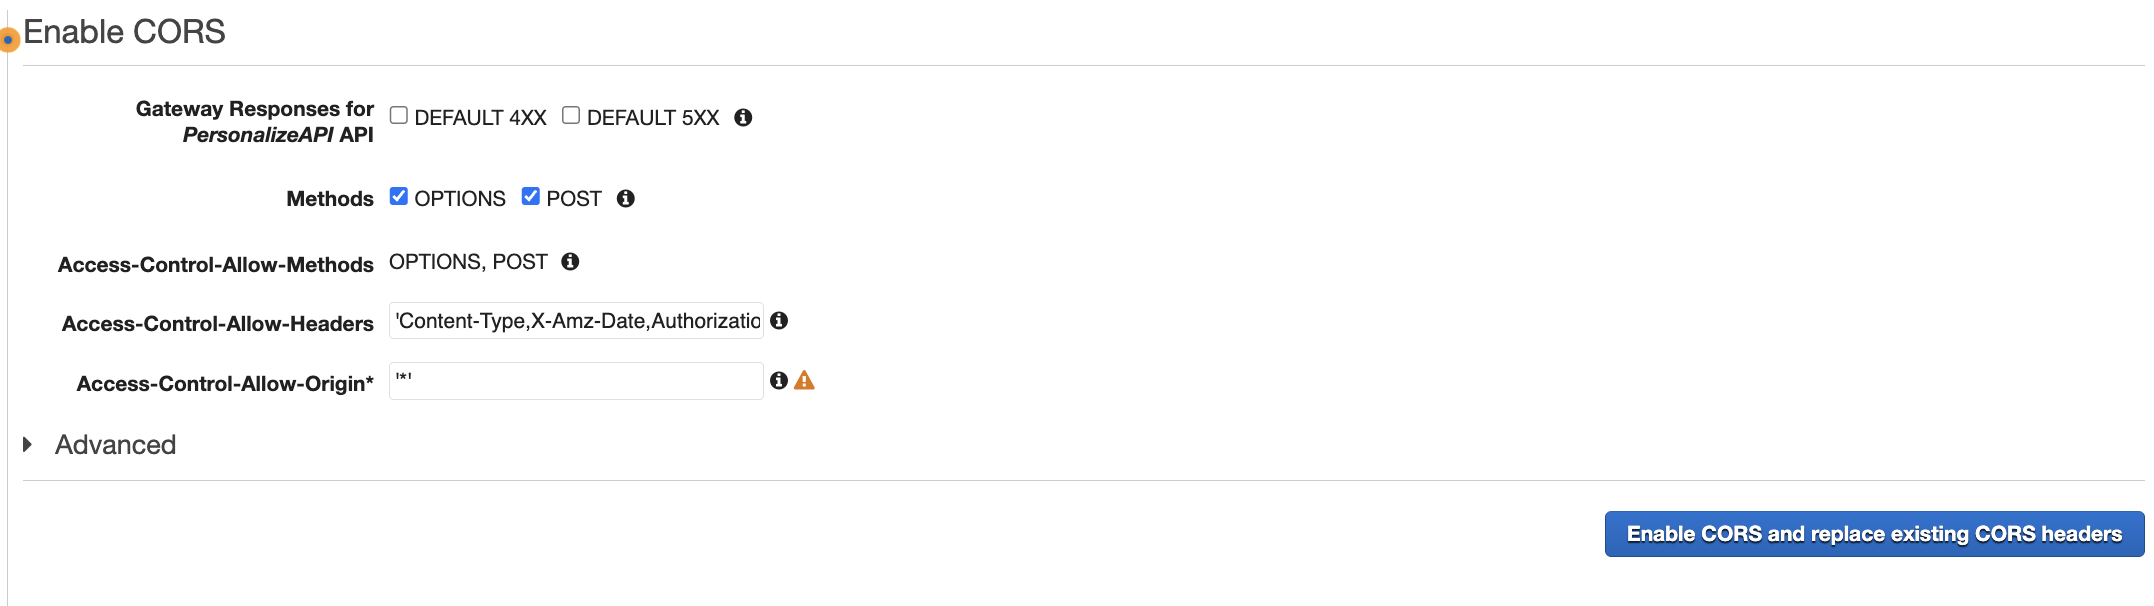 Enable CORS
Gateway Responses for
PersonalizeAPI API
DEFAULT 4XX DEFAULT 5XX
Methods OPTIONS POST
Access-Control-Allow-Methods OPTIONS, POST
Access-Control-Allow-Headers 'Content-Type,X-Amz-Date,Authorizatio
Access-Control-Allow-Origin* '*'
Advanced
Enable CORS and replace existing CORS headers